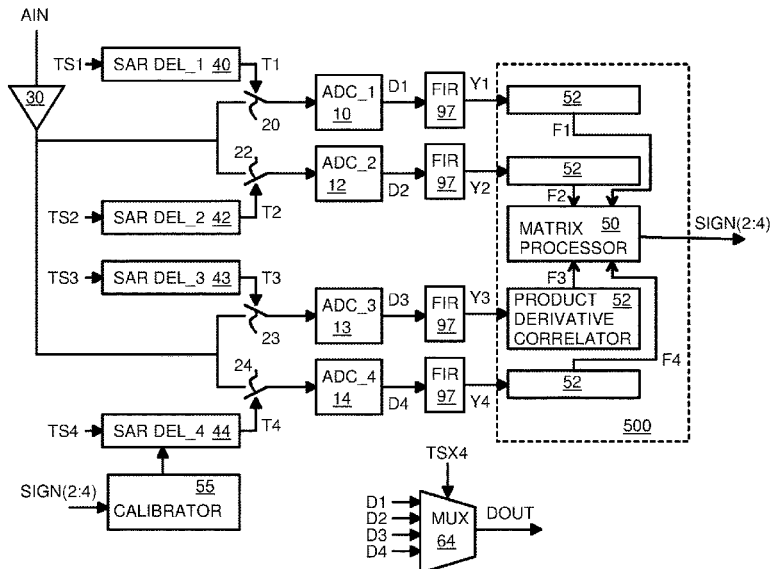 AIN
30
TS1
SAR DEL_1 40
T1
20
ADC_1
10
D1
FIR
97
Y1
52
F1
22
ADC_2
12
D2
FIR
97
Y2
52
F2
TS2
SAR DEL_2 42
T2
MATRIX 50
PROCESSOR
SIGN(2:4)
TS3
SAR DEL_3 43
T3
23
ADC_3
13
D3
FIR
97
Y3
F3
PRODUCT 52
DERIVATIVE
CORRELATOR
24
ADC_4
14
D4
FIR
97
Y4
52
F4
500
TS4
SAR DEL_4 44
T4
SIGN(2:4)
55
CALIBRATOR
TSX4
D1
D2
D3
D4
MUX
64
DOUT